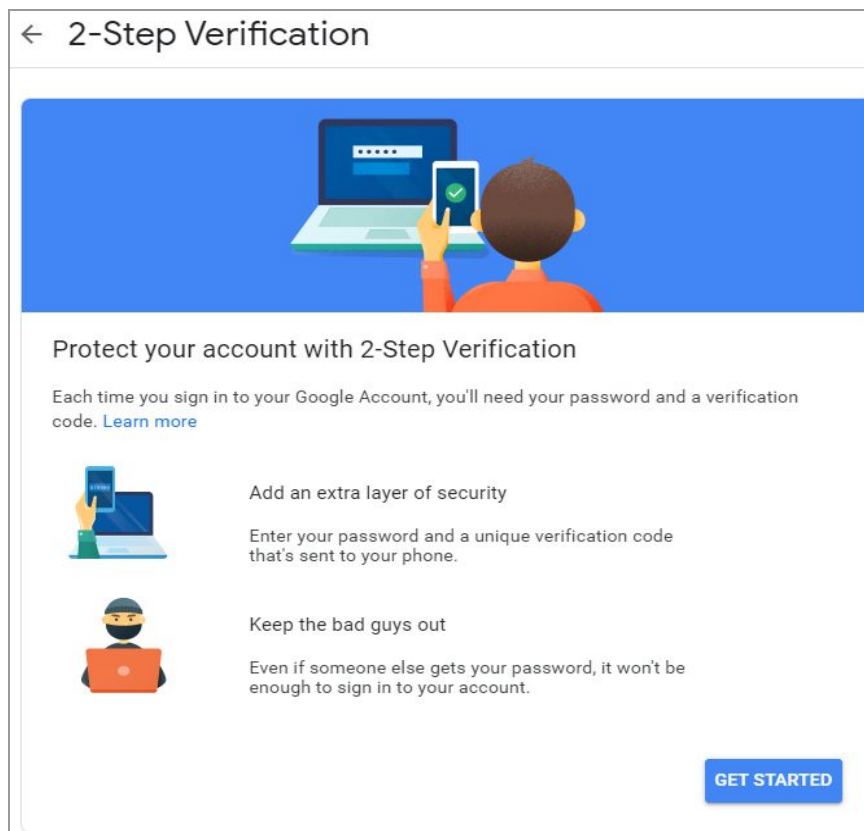 2-Step Verification
Protect your account with 2-Step Verification
Each time you sign in to your Google Account, you'll need your password and a verification
code. Learn more
Add an extra layer of security
Enter your password and a unique verification code
that's sent to your phone.
Keep the bad guys out
Even if someone else gets your password, it won't be
enough to sign in to your account.
GET STARTED